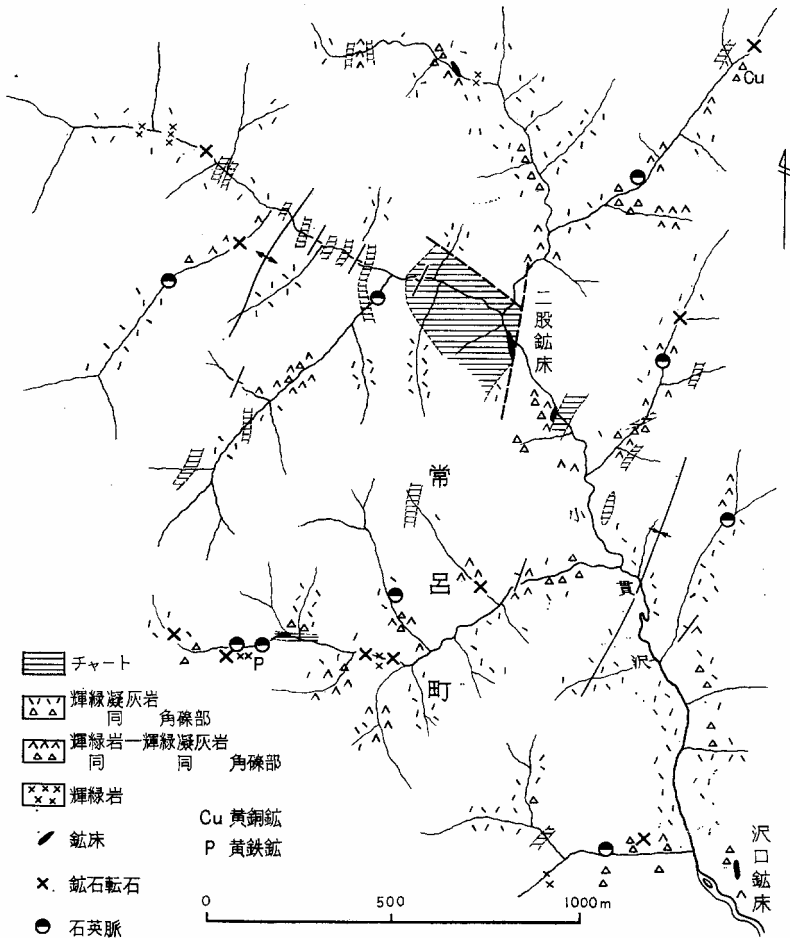 Cu
二股鉱床
常呂町
小貫沢
P
沢口鉱床
チャート
輝緑凝灰岩
同 角礫部
輝緑岩一輝緑凝灰岩
同 同 角礫部
輝緑岩
鉱床
鉱石転石
石英脈
Cu 黄銅鉱
P 黄鉄鉱
0 500 1000m